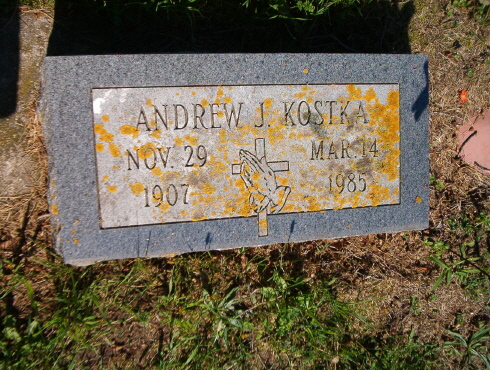 ANDREW J. KOSTKA
NOV. 29 MAR. 14
1907 1985